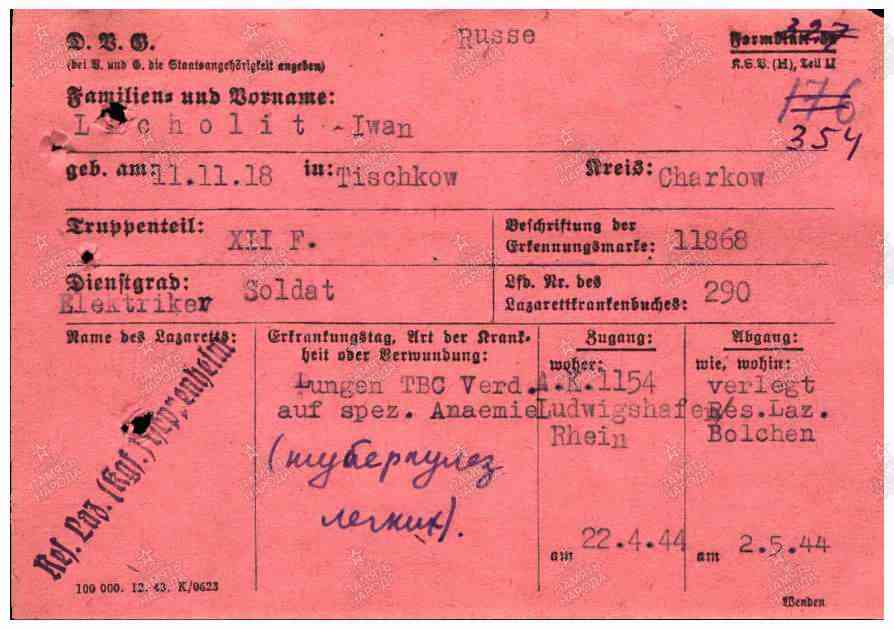 D. V. G.
Russe
(bei V. und G. die Staatsangehörigkeit angeben)
K.S.V. (H), Teil II
Familien- und Vorname:
176
354
Iwan
geb. am: 11.11.18 in: Tischkow Kreis: Charkow
Truppenteil: XII F.
Beschriftung der
Erkennungsmarke: 11868
Dienstgrad: Soldat
Elektriker
Lfd. Nr. des
Lazarettkrankenbuches: 290
Name des Lazaretts:
Res. Laz. (Kgf.) Heppenheim
Erkrankungstag, Art der Krank-
heit oder Verwundung:
Lungen TBC Verd.
auf spez. Anaemie
(туберкулез
легких).
Zugang:
woher:
A.K.1154
Ludwigshafen/
Rhein
am 22.4.44
Abgang:
wie, wohin:
verlegt
Res.Laz.
Bolchen
am 2.5.44
100 000. 12. 43. K/0623
Wenden